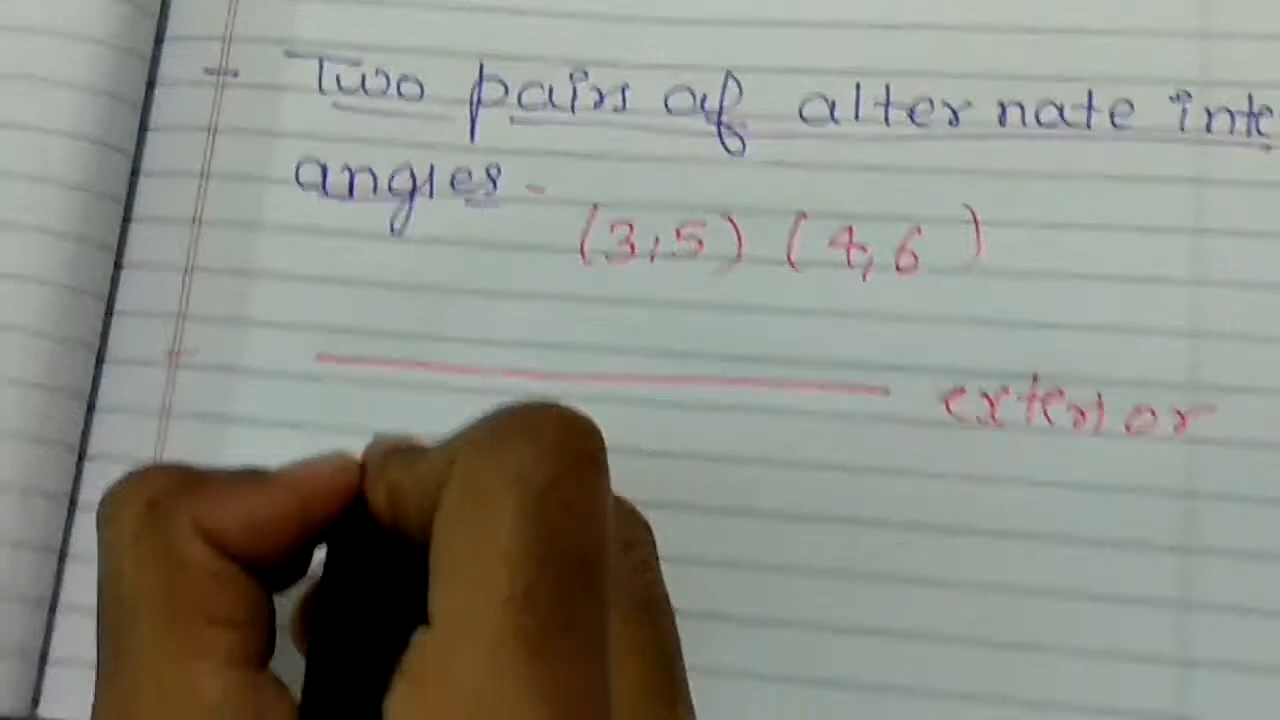 Two pairs of alternate inte
angles -
(3,5) (4,6)
exterior